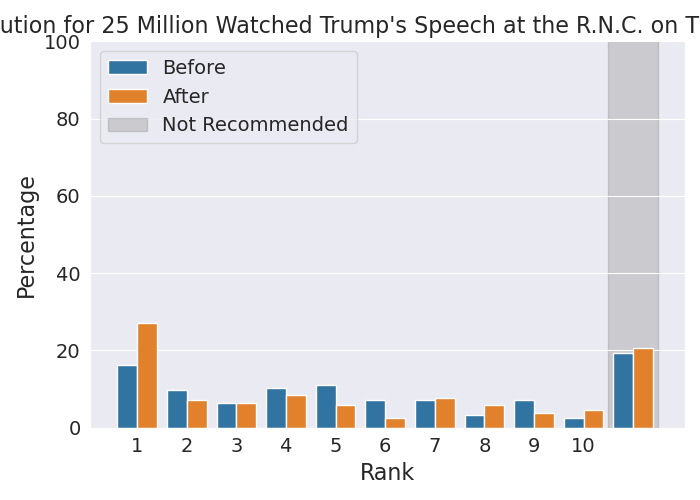 ution for 25 Million Watched Trump's Speech at the R.N.C. on T
100
80
60
40
20
0
Percentage
Before
After
Not Recommended
1 2 3 4 5 6 7 8 9 10
Rank